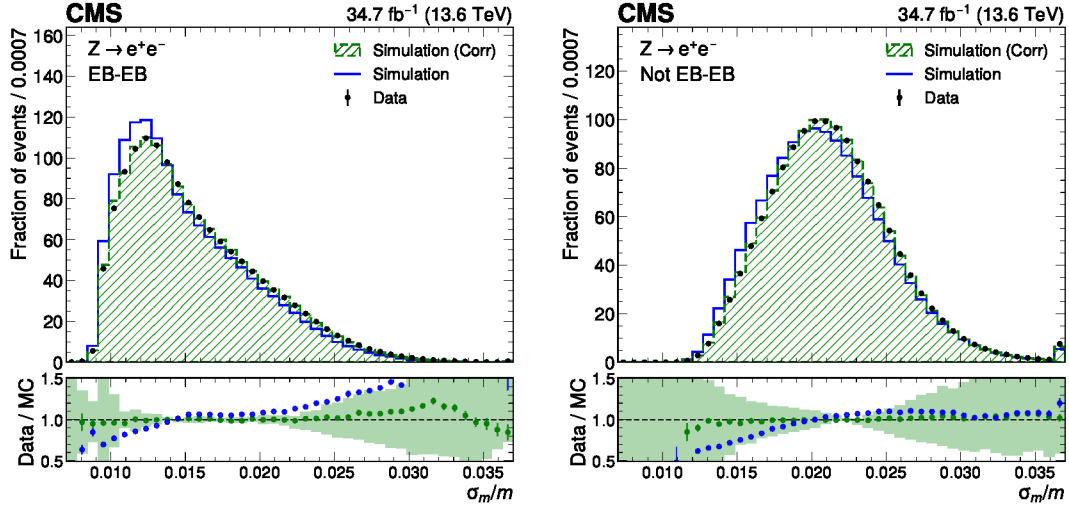 CMS 34.7 fb⁻¹ (13.6 TeV)
Z → e⁺e⁻
EB-EB
Simulation (Corr)
Simulation
Data
Fraction of events / 0.0007
160
140
120
100
80
60
40
20
0
Data / MC
1.5
1.0
0.5
0.010 0.015 0.020 0.025 0.030 0.035
σₘ/m
CMS 34.7 fb⁻¹ (13.6 TeV)
Z → e⁺e⁻
Not EB-EB
Simulation (Corr)
Simulation
Data
Fraction of events / 0.0007
120
100
80
60
40
20
0
Data / MC
1.5
1.0
0.5
0.010 0.015 0.020 0.025 0.030 0.035
σₘ/m